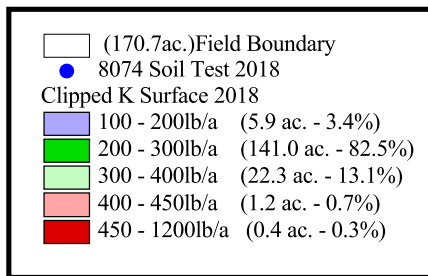 (170.7ac.)Field Boundary
8074 Soil Test 2018
Clipped K Surface 2018
100 - 200lb/a (5.9 ac. - 3.4%)
200 - 300lb/a (141.0 ac. - 82.5%)
300 - 400lb/a (22.3 ac. - 13.1%)
400 - 450lb/a (1.2 ac. - 0.7%)
450 - 1200lb/a (0.4 ac. - 0.3%)